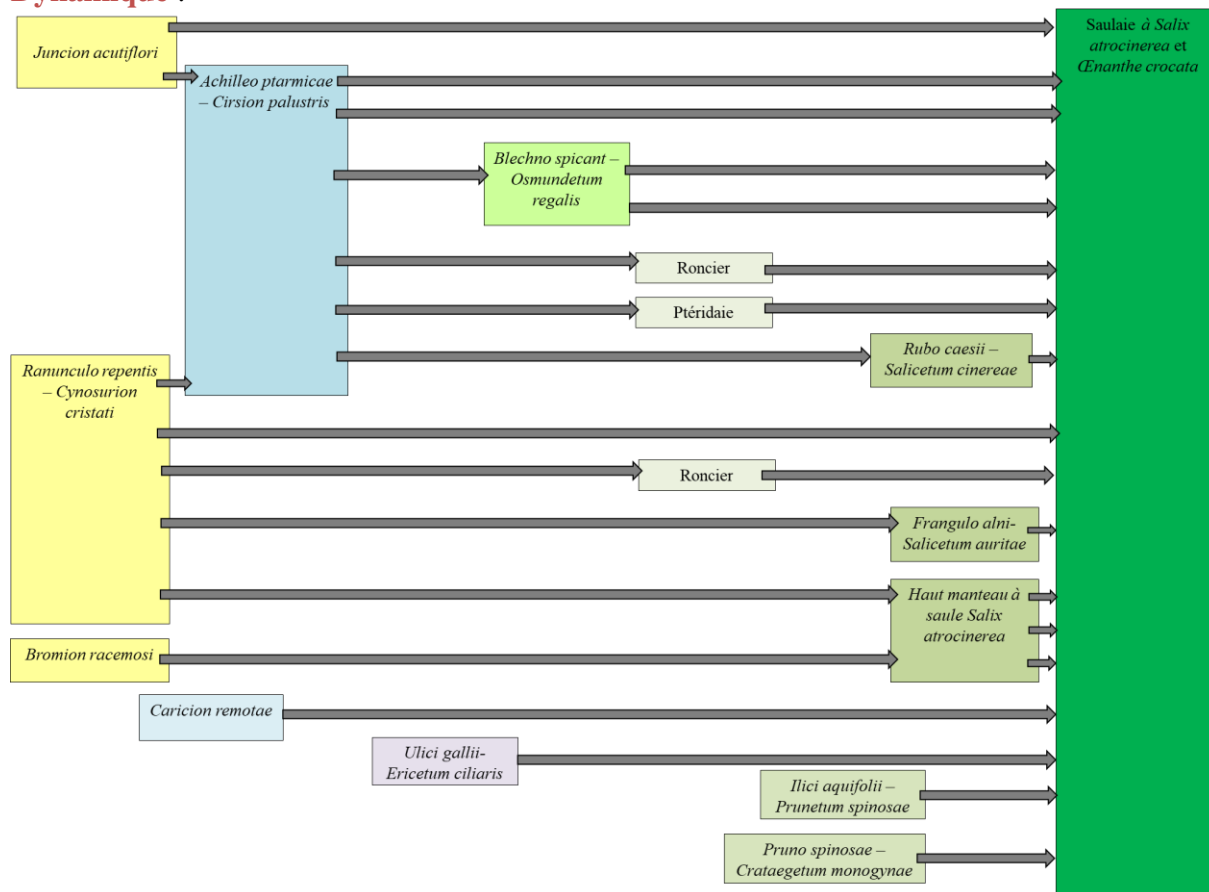 Dynamique :
Juncion acutiflori
Saulaie à Salix
atrocinerea et
Œnanthe crocata
Achilleo ptarmicae
– Cirsion palustris
Blechno spicant –
Osmundetum
regalis
Roncier
Ptéridaie
Rubo caesii –
Salicetum cinereae
Ranunculo repentis
– Cynosurion
cristati
Roncier
Frangulo alni-
Salicetum auritae
Haut manteau à
saule Salix
atrocinerea
Bromion racemosi
Caricion remotae
Ulici gallii-
Ericetum ciliaris
Ilici aquifolii –
Prunetum spinosae
Pruno spinosae –
Crataegetum monogynae